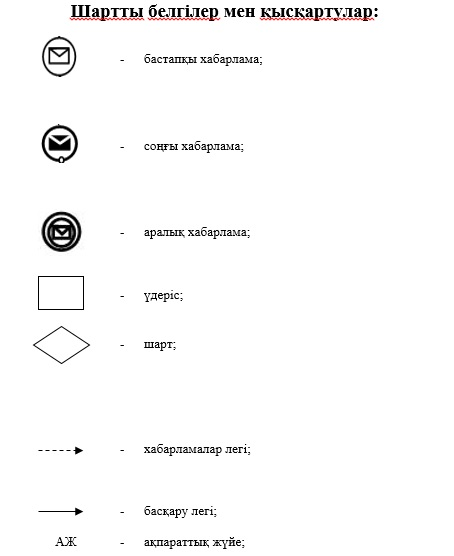 Шартты белгілер мен қысқартулар:
- бастапқы хабарлама;
- соңғы хабарлама;
- аралық хабарлама;
- үдеріс;
- шарт;
- хабарламалар легі;
- басқару легі;
АЖ - ақпараттық жүйе;